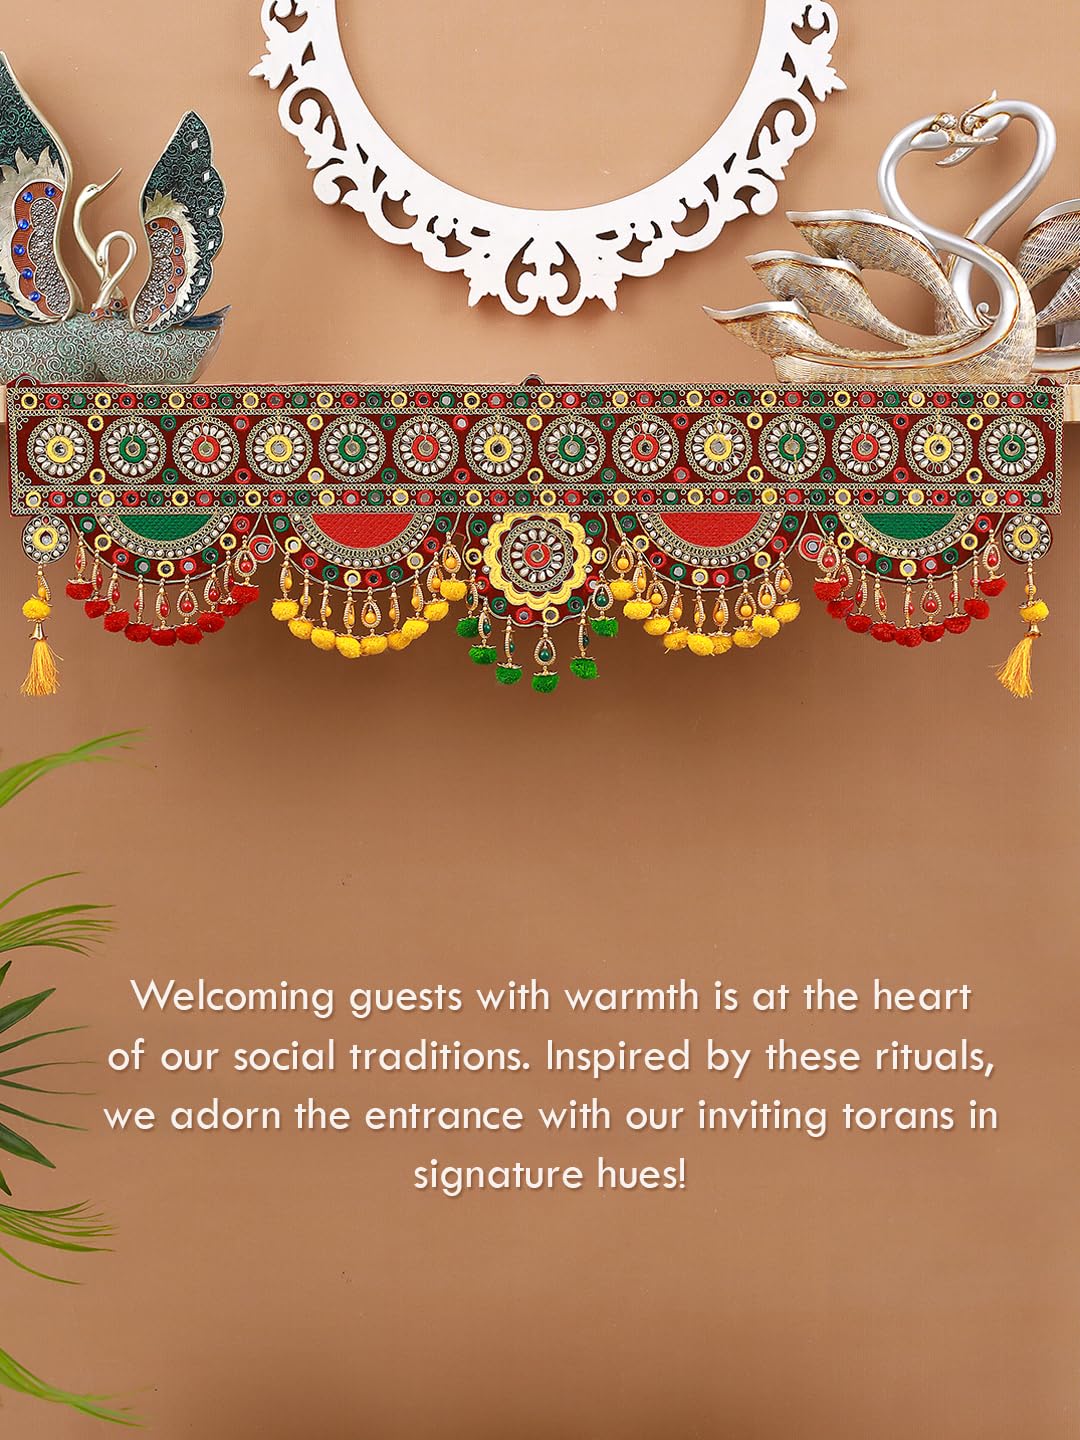 Welcoming guests with warmth is at the heart
of our social traditions. Inspired by these rituals,
we adorn the entrance with our inviting torans in
signature hues!